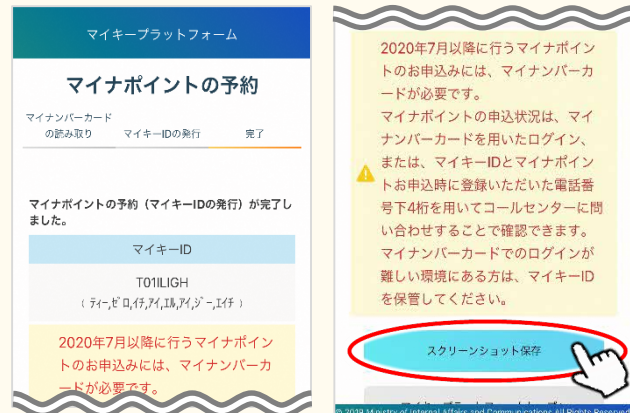 マイキープラットフォーム
マイナポイントの予約
マイナンバーカード
の読み取り
マイキーIDの発行
完了
マイナポイントの予約（マイキーIDの発行）が完了し
ました。
マイキーID
T01ILIGH
（ ティー,ゼロ,イチ,アイ,エル,アイ,ジー,エイチ ）
2020年7月以降に行うマイナポイン
トのお申込みには、マイナンバーカ
ードが必要です。
2020年7月以降に行うマイナポイン
トのお申込みには、マイナンバーカ
ードが必要です。
マイナポイントの申込状況は、マイ
ナンバーカードを用いたログイン、
または、マイキーIDとマイナポイン
トお申込時に登録いただいた電話番
号下4桁を用いてコールセンターに問
い合わせすることで確認できます。
マイナンバーカードでのログインが
難しい環境にある方は、マイキーID
を保管してください。
スクリーンショット保存
© 2019 Ministry of Internal Affairs and Communications All Rights Reserved